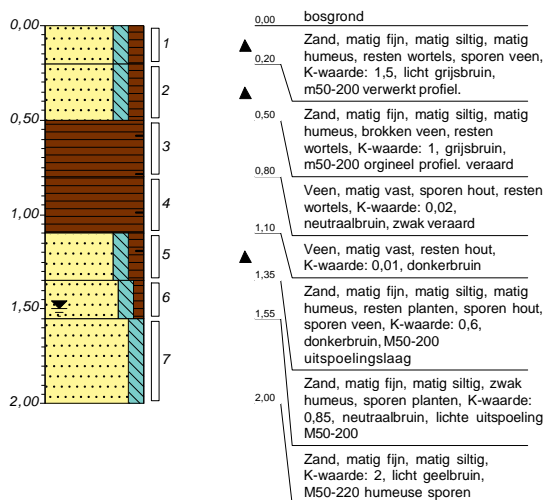 0,00
0,50
1,00
1,50
2,00
1
2
3
4
5
6
7
0,00
bosgrond
Zand, matig fijn, matig siltig, matig
humeus, resten wortels, sporen veen,
K-waarde: 1,5, licht grijsbruin,
m50-200 verwerkt profiel.
0,20
Zand, matig fijn, matig siltig, matig
humeus, brokken veen, resten
wortels, K-waarde: 1, grijsbruin,
m50-200 orgineel profiel. veraard
0,50
Veen, matig vast, sporen hout, resten
wortels, K-waarde: 0,02,
neutraalbruin, zwak veraard
0,80
Veen, matig vast, resten hout,
K-waarde: 0,01, donkerbruin
1,10
Zand, matig fijn, matig siltig, matig
humeus, resten planten, sporen hout,
sporen veen, K-waarde: 0,6,
donkerbruin, M50-200
uitspoelingslaag
1,35
Zand, matig fijn, matig siltig, zwak
humeus, sporen planten, K-waarde:
0,85, neutraalbruin, lichte uitspoeling
M50-200
1,55
Zand, matig fijn, matig siltig,
K-waarde: 2, licht geelbruin,
M50-220 humeuse sporen
2,00